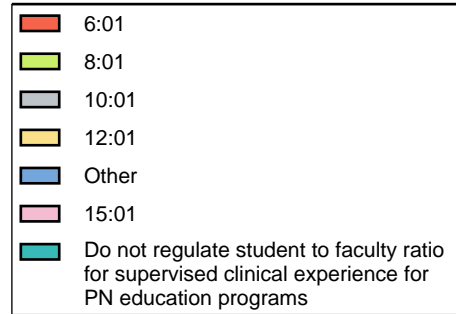 6:01
8:01
10:01
12:01
Other
15:01
Do not regulate student to faculty ratio
for supervised clinical experience for
PN education programs